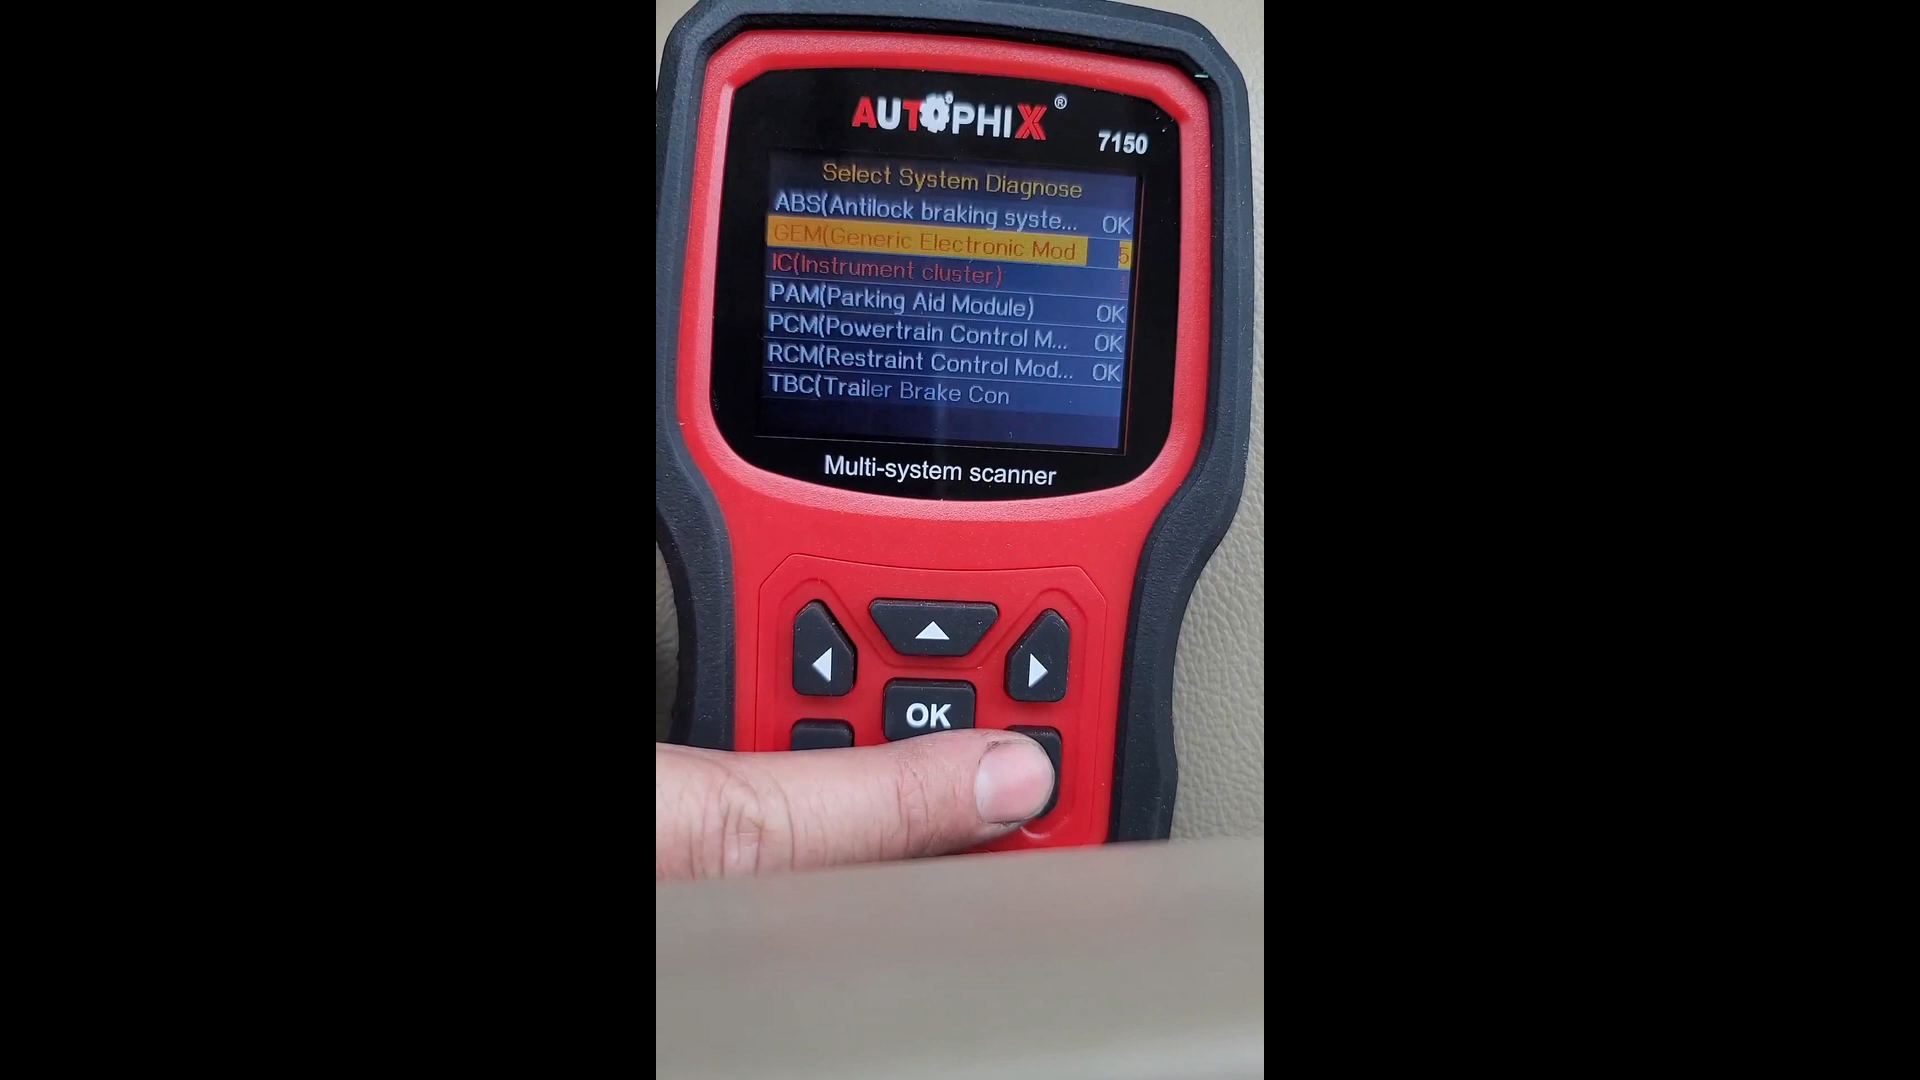 AUTOPHIX®
7150
Select System Diagnose
ABS(Antilock braking syste... OK
GEM(Generic Electronic Mod 5
IC(Instrument cluster) 1
PAM(Parking Aid Module) OK
PCM(Powertrain Control M... OK
RCM(Restraint Control Mod... OK
TBC(Trailer Brake Con
Multi-system scanner
OK